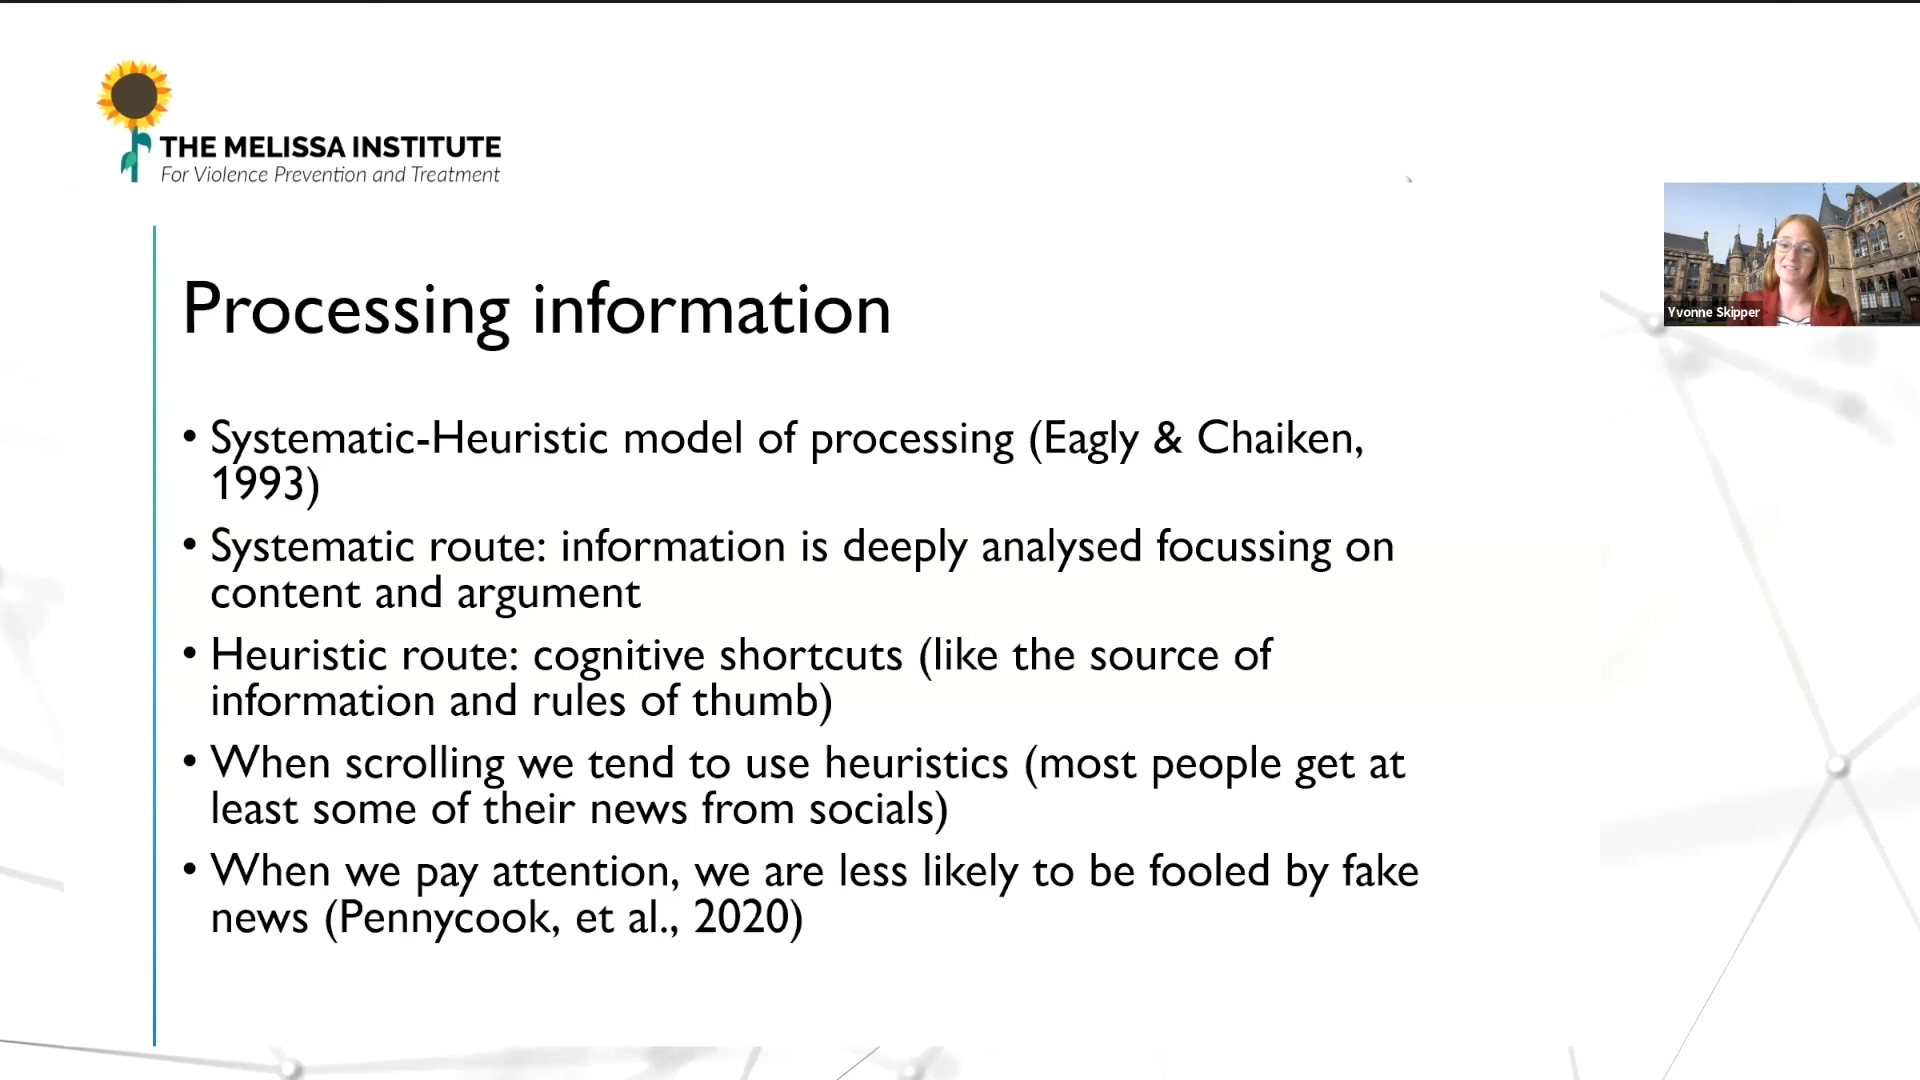 THE MELISSA INSTITUTE
For Violence Prevention and Treatment
Yvonne Skipper
Processing information
• Systematic-Heuristic model of processing (Eagly & Chaiken,
1993)
• Systematic route: information is deeply analysed focussing on
content and argument
• Heuristic route: cognitive shortcuts (like the source of
information and rules of thumb)
• When scrolling we tend to use heuristics (most people get at
least some of their news from socials)
• When we pay attention, we are less likely to be fooled by fake
news (Pennycook, et al., 2020)